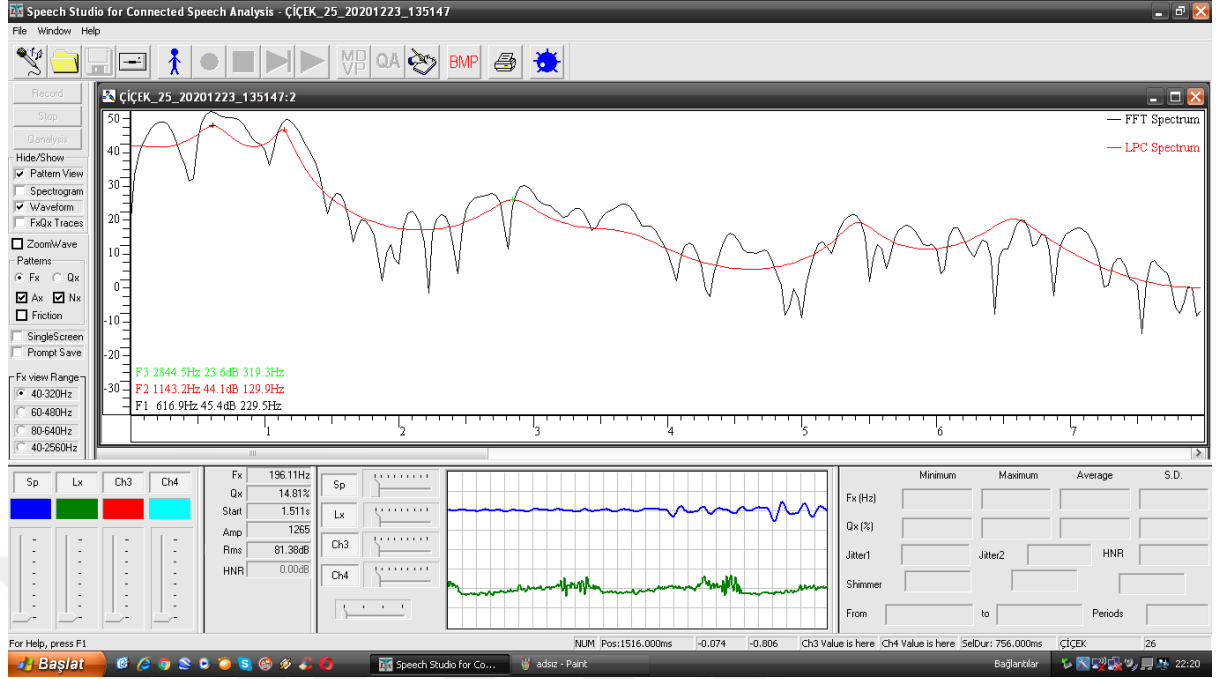 Speech Studio for Connected Speech Analysis - ÇİÇEK_25_20201223_135147
File Window Help
MD VP QA BMP
Record
Stop
Qanalysis
Hide/Show
Pattern View
Spectrogram
Waveform
FxQx Traces
ZoomWave
Patterns
Fx Qx
Ax Nx
Friction
SingleScreen
Prompt Save
Fx view Range
40-320Hz
60-480Hz
80-640Hz
40-2560Hz
ÇİÇEK_25_20201223_135147:2
FFT Spectrum
LPC Spectrum
50
40
30
20
10
0
-10
-20
-30
F3 2844.5Hz 23.6dB 319.3Hz
F2 1143.2Hz 44.1dB 129.9Hz
F1 616.9Hz 45.4dB 229.5Hz
1 2 3 4 5 6 7
Sp Lx Ch3 Ch4
Fx 196.11Hz
Qx 14.81%
Start 1.511s
Amp 1265
Rms 81.38dB
HNR 0.00dB
Sp
Lx
Ch3
Ch4
Minimum Maximum Average S.D.
Fx (Hz)
Qx (%)
Jitter1 Jitter2 HNR
Shimmer
From to Periods
For Help, press F1 NUM Pos:1516.000ms -0.074 -0.806 Ch3 Value is here Ch4 Value is here SelDur: 756.000ms ÇİÇEK 26
Başlat Speech Studio for Co... adsız - Paint Bağlantılar 22:20